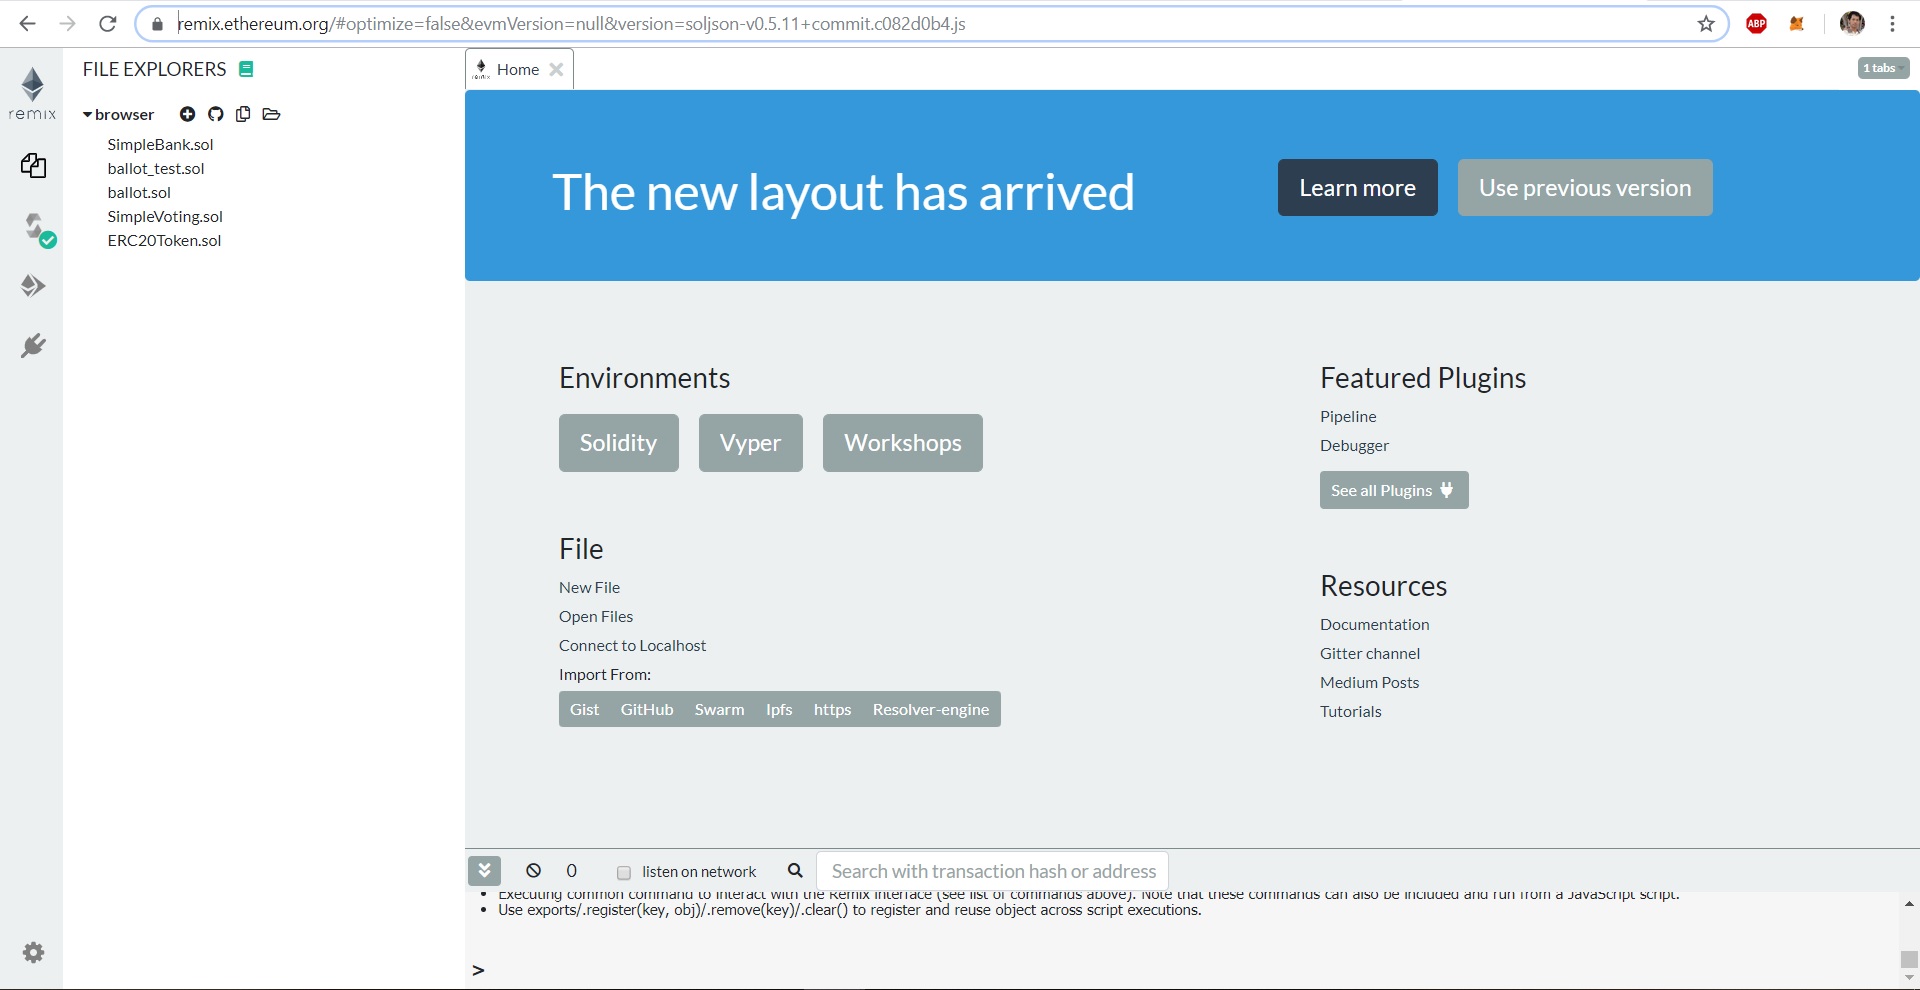 remix.ethereum.org/#optimize=false&evmVersion=null&version=soljson-v0.5.11+commit.c082d0b4.js
ABP
remix
FILE EXPLORERS
browser
SimpleBank.sol
ballot_test.sol
ballot.sol
SimpleVoting.sol
ERC20Token.sol
remix Home
1 tabs
The new layout has arrived
Learn more
Use previous version
Environments
Solidity Vyper Workshops
File
New File
Open Files
Connect to Localhost
Import From:
Gist GitHub Swarm Ipfs https Resolver-engine
Featured Plugins
Pipeline
Debugger
See all Plugins
Resources
Documentation
Gitter channel
Medium Posts
Tutorials
0 listen on network Search with transaction hash or address
• Executing common command to interact with the Remix interface (see list of commands above). Note that these commands can also be included and run from a JavaScript script.
• Use exports/.register(key, obj)/.remove(key)/.clear() to register and reuse object across script executions.
>